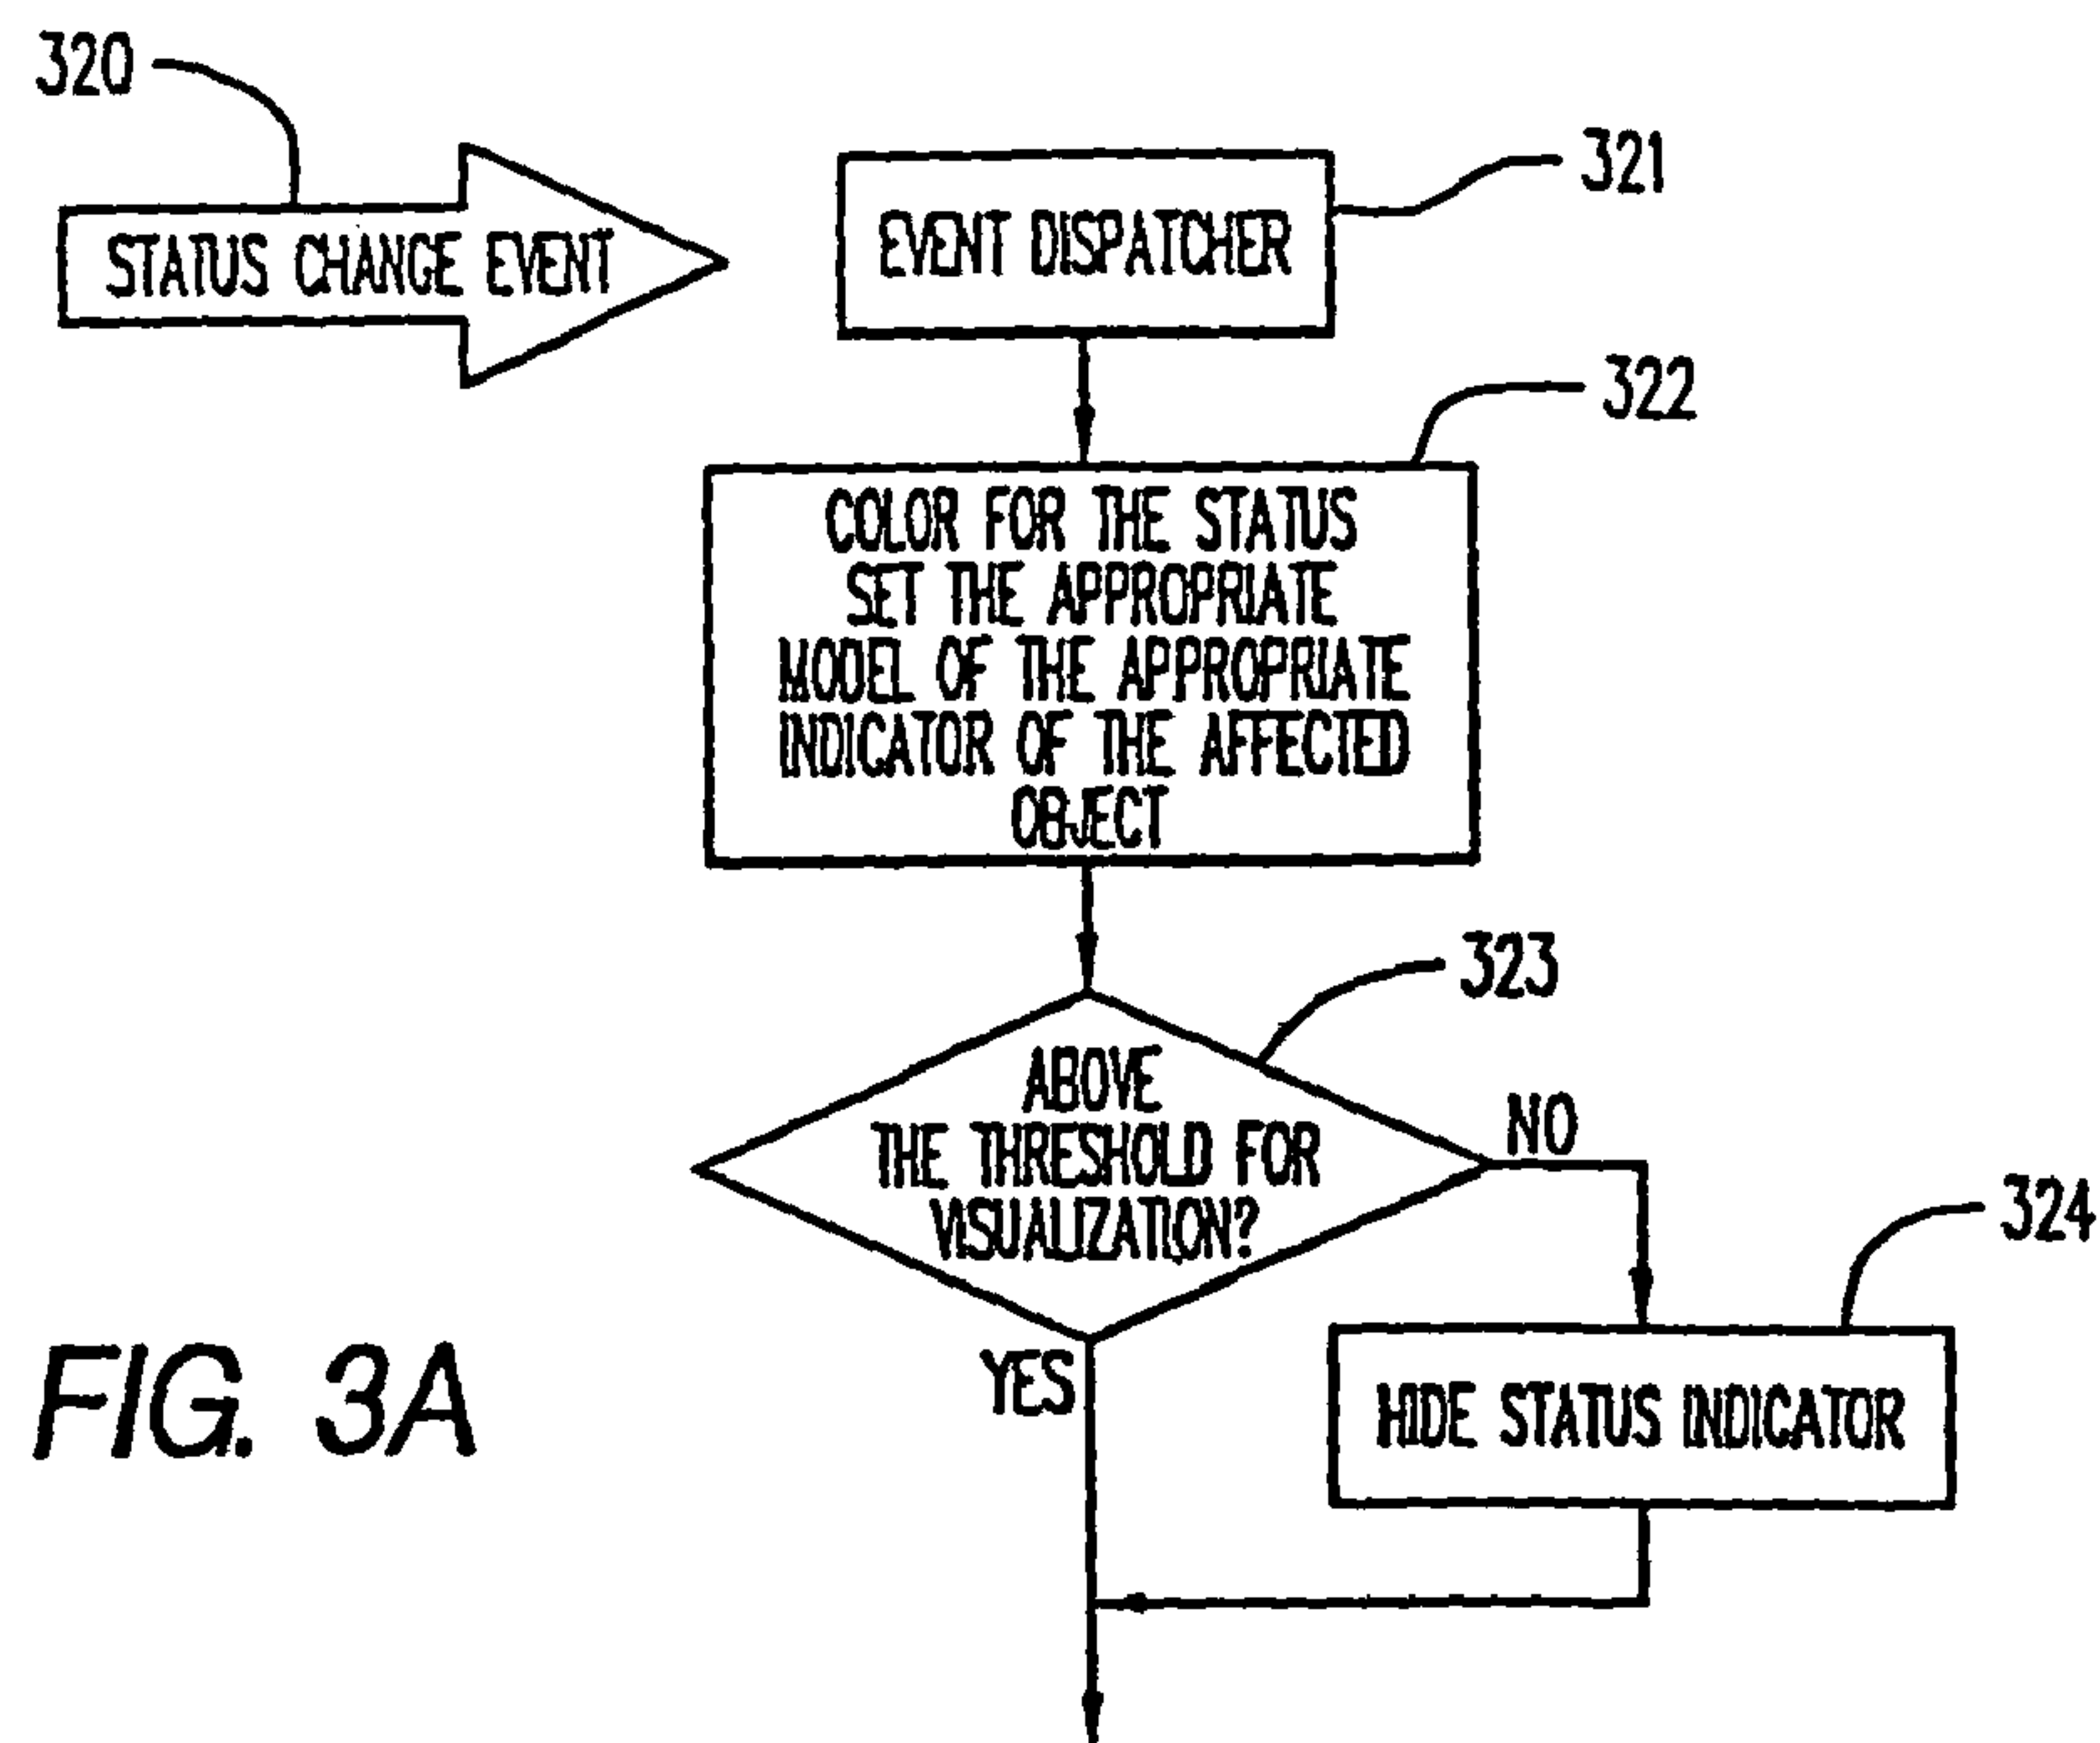 320
STATUS CHANGE EVENT
EVENT DISPATCHER
321
322
COLOR FOR THE STATUS
SET THE APPROPRIATE
MODEL OF THE APPROPRIATE
INDICATOR OF THE AFFECTED
OBJECT
323
ABOVE
THE THRESHOLD FOR
VISUALIZATION?
NO
324
YES
HIDE STATUS INDICATOR
FIG. 3A